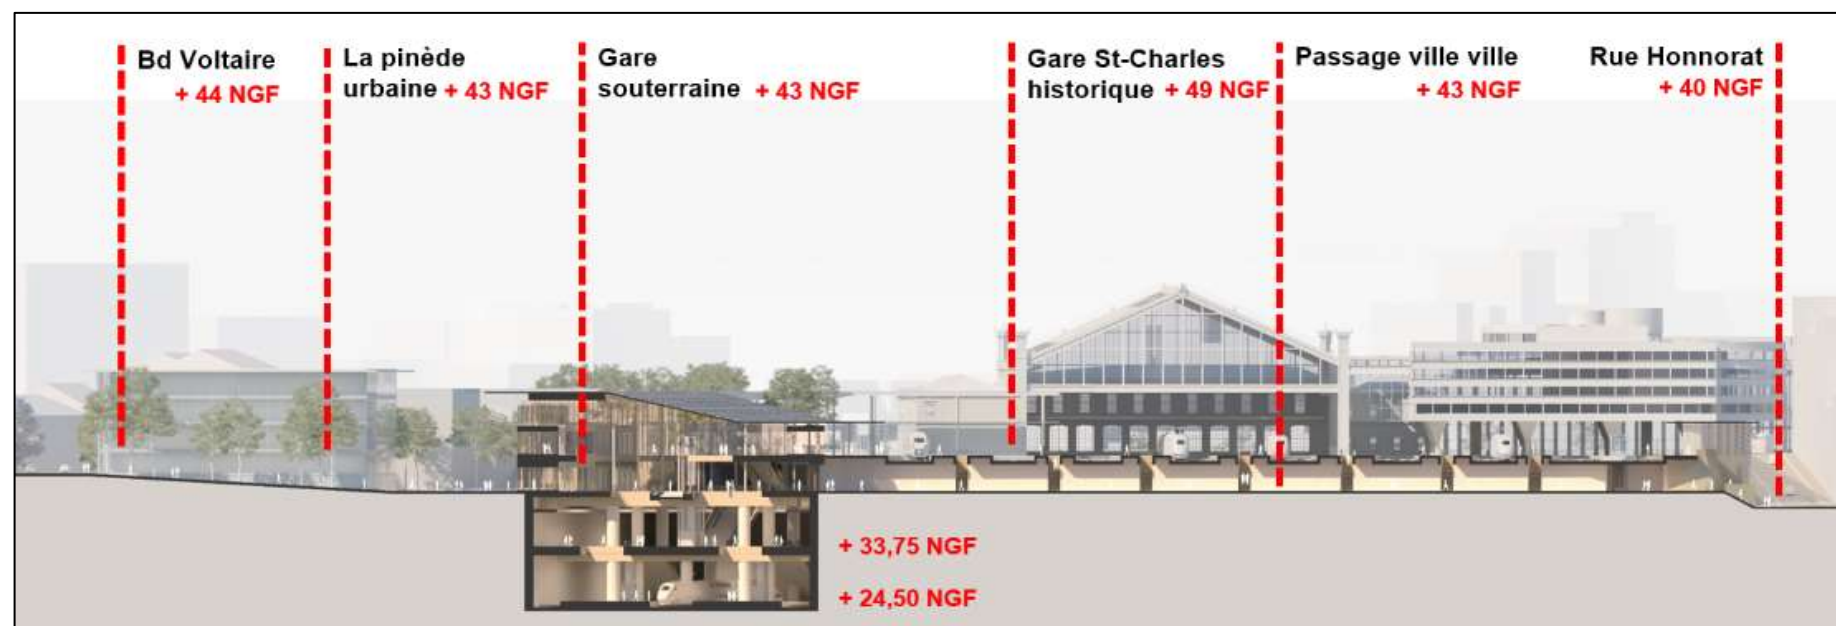 Bd Voltaire
+ 44 NGF
La pinède
urbaine + 43 NGF
Gare
souterraine + 43 NGF
Gare St-Charles
historique + 49 NGF
Passage ville ville
+ 43 NGF
Rue Honnorat
+ 40 NGF
+ 33,75 NGF
+ 24,50 NGF